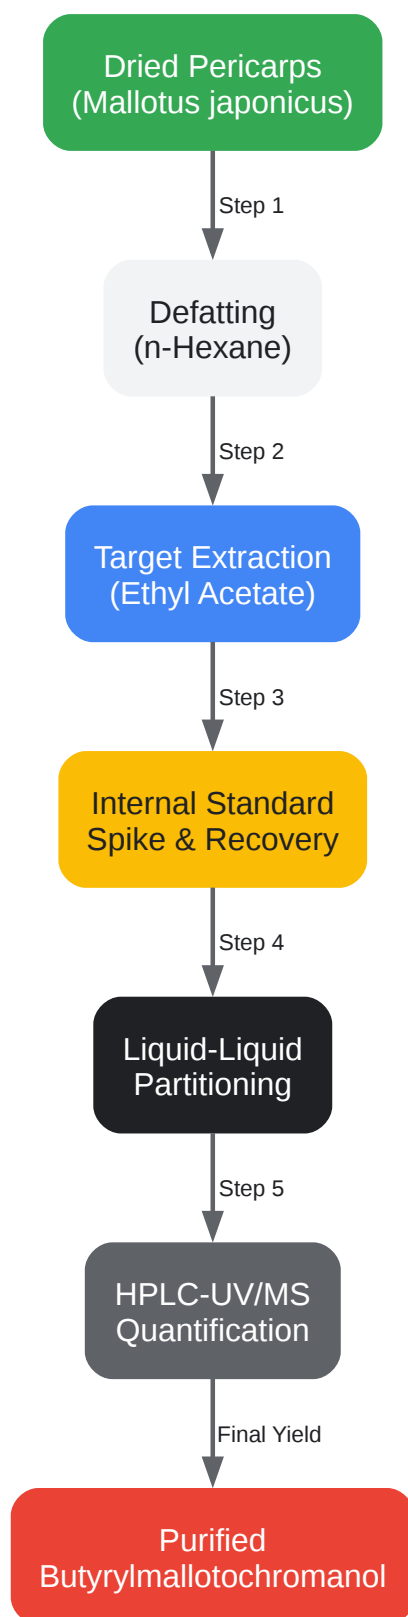 Dried Pericarps
(Mallotus japonicus)
Step 1
Defatting
(n-Hexane)
Step 2
Target Extraction
(Ethyl Acetate)
Step 3
Internal Standard
Spike & Recovery
Step 4
Liquid-Liquid
Partitioning
Step 5
HPLC-UV/MS
Quantification
Final Yield
Purified
Butyrylmallotochromanol